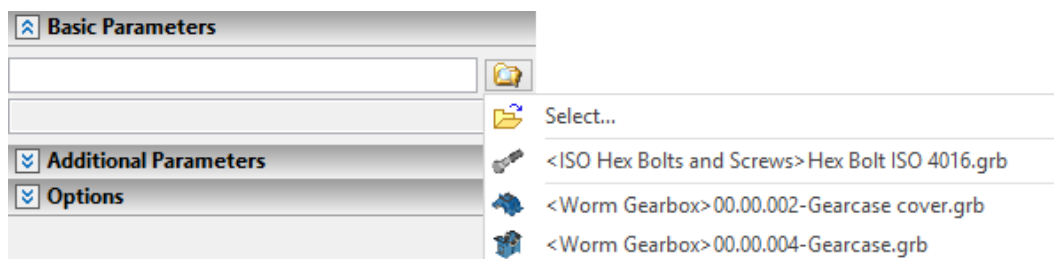 Basic Parameters
Select...
Additional Parameters
<ISO Hex Bolts and Screws>Hex Bolt ISO 4016.grb
Options
<Worm Gearbox>00.00.002-Gearcase cover.grb
<Worm Gearbox>00.00.004-Gearcase.grb